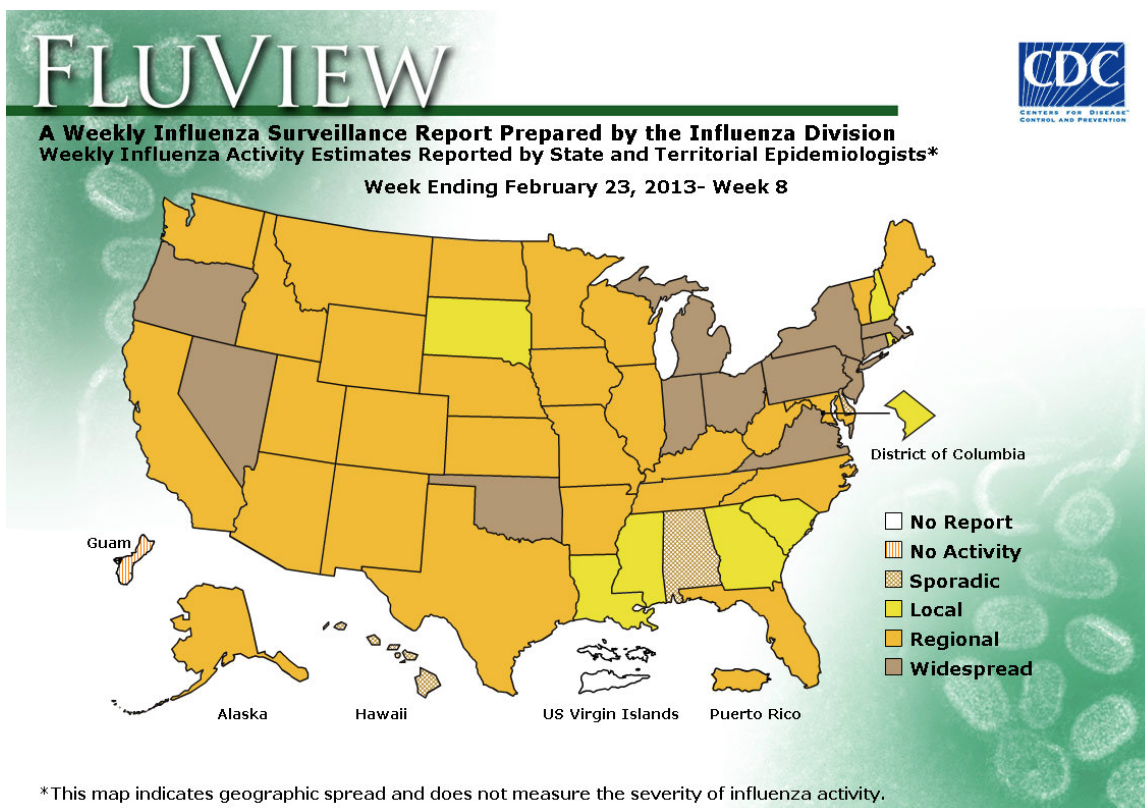 FLUVIEW
CDC
CENTERS FOR DISEASE™
CONTROL AND PREVENTION
A Weekly Influenza Surveillance Report Prepared by the Influenza Division
Weekly Influenza Activity Estimates Reported by State and Territorial Epidemiologists*
Week Ending February 23, 2013- Week 8
District of Columbia
No Report
No Activity
Sporadic
Local
Regional
Widespread
Guam
Alaska
Hawaii
US Virgin Islands
Puerto Rico
*This map indicates geographic spread and does not measure the severity of influenza activity.